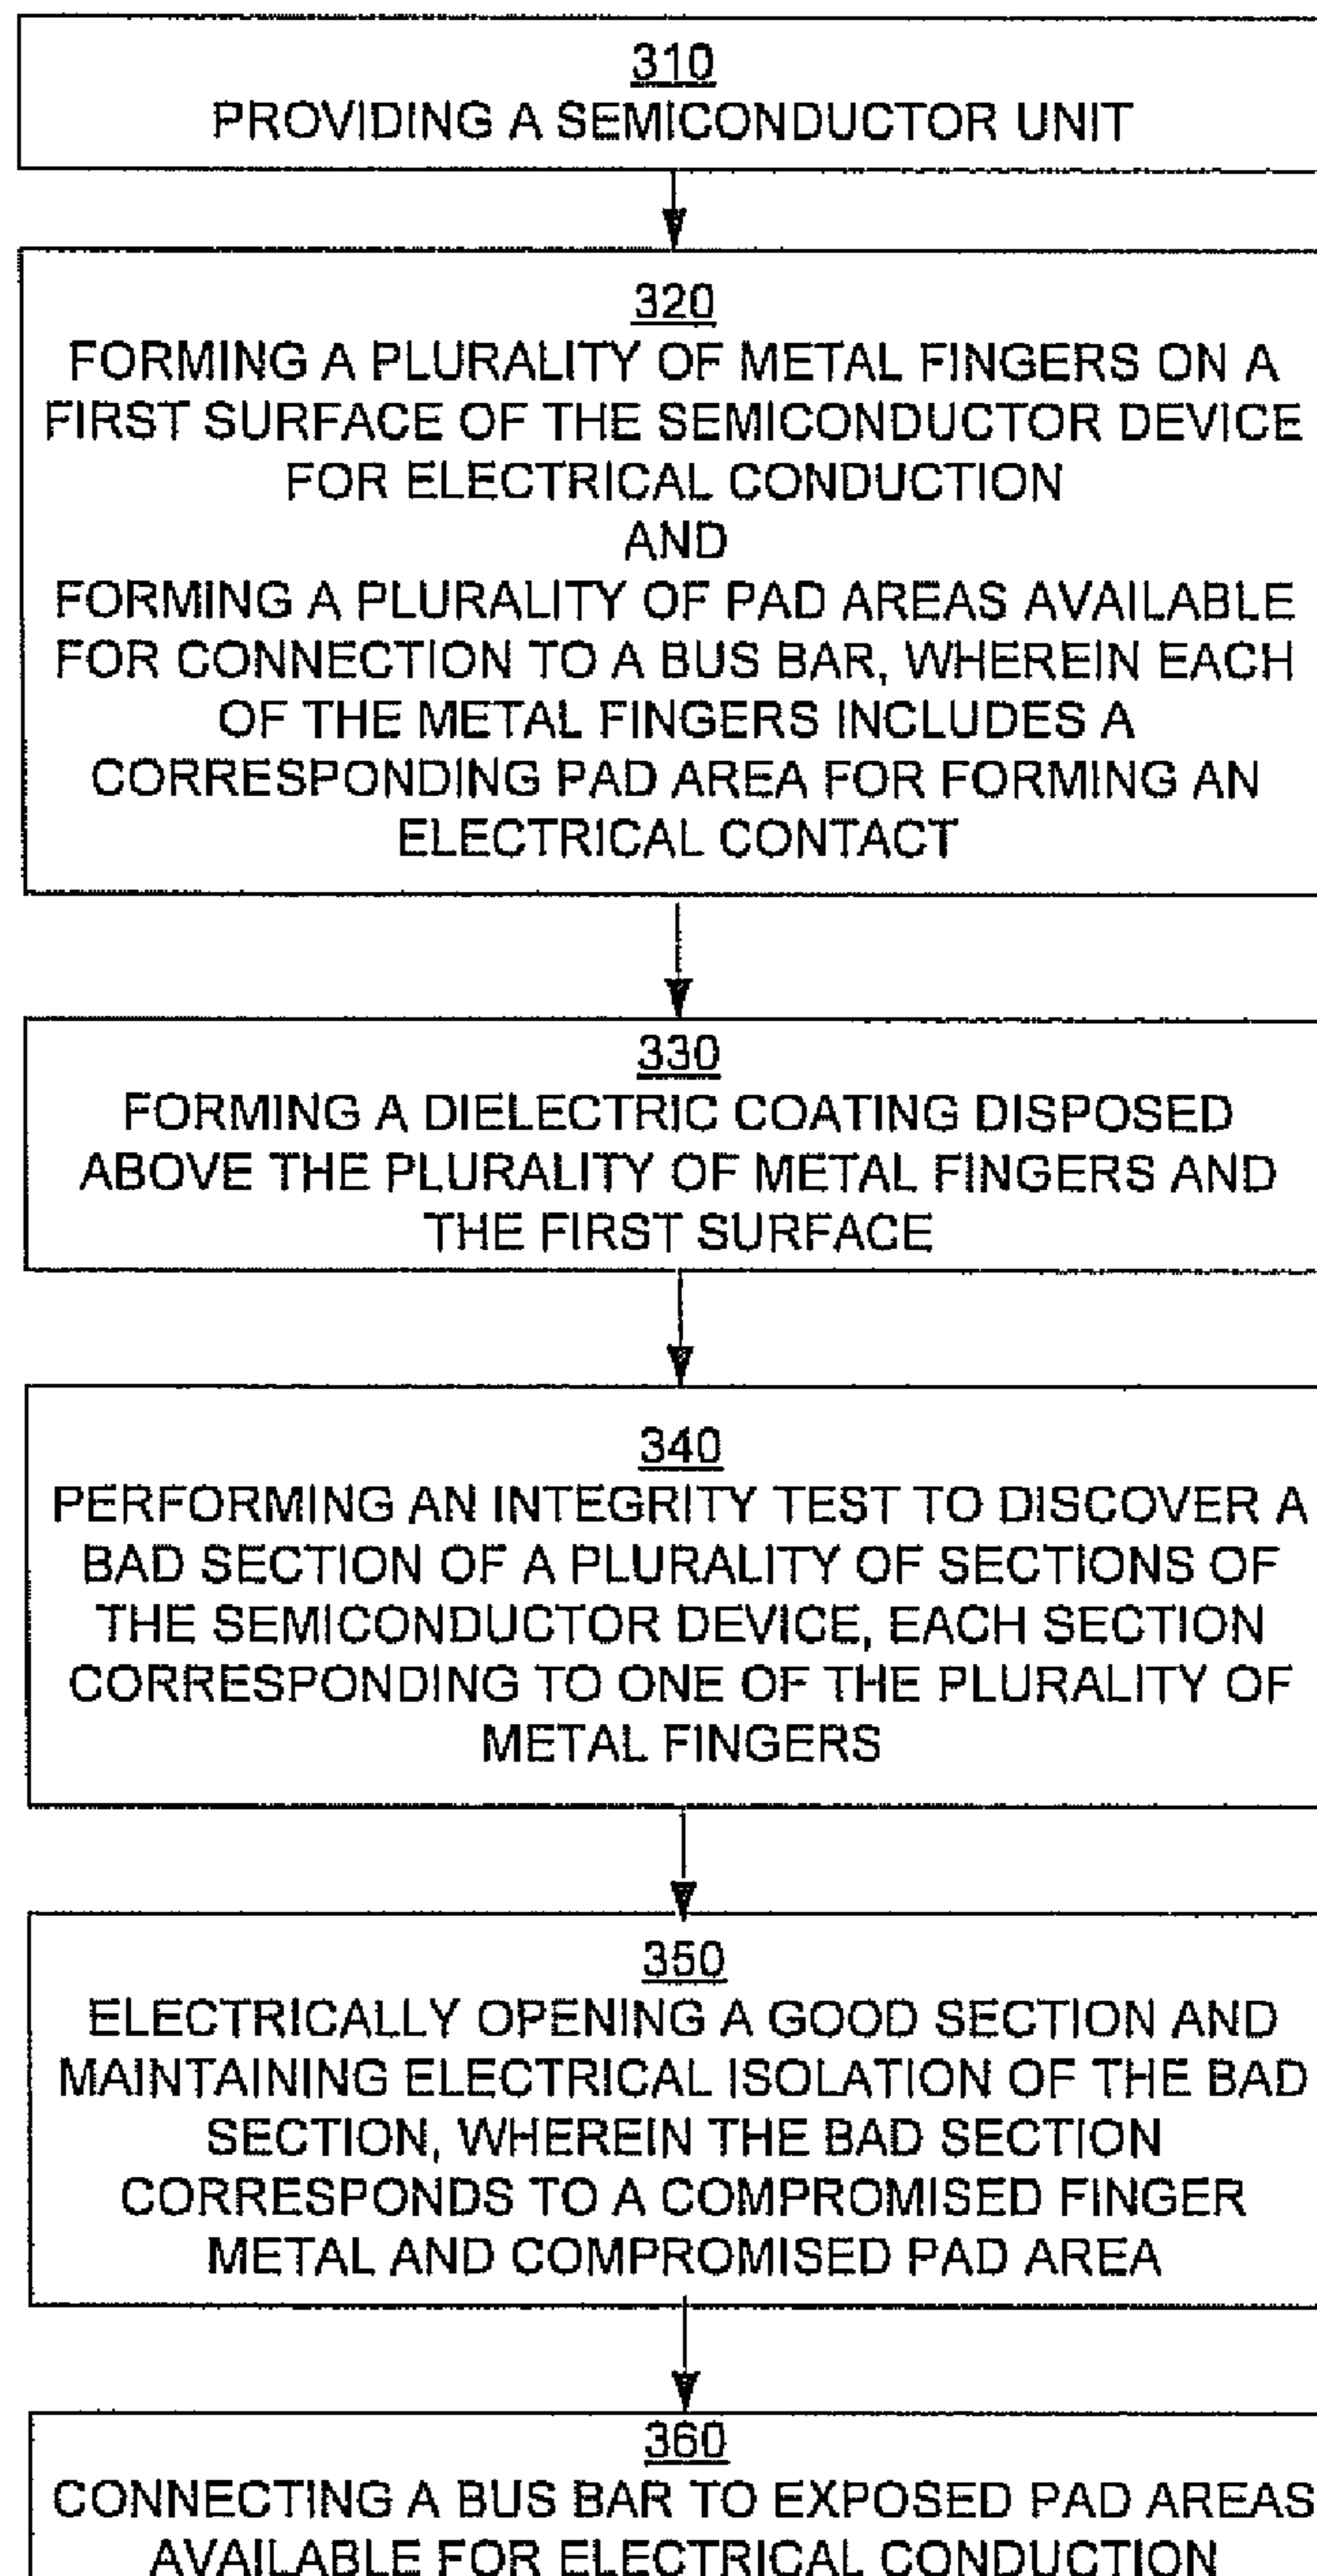 310
PROVIDING A SEMICONDUCTOR UNIT
320
FORMING A PLURALITY OF METAL FINGERS ON A
FIRST SURFACE OF THE SEMICONDUCTOR DEVICE
FOR ELECTRICAL CONDUCTION
AND
FORMING A PLURALITY OF PAD AREAS AVAILABLE
FOR CONNECTION TO A BUS BAR, WHEREIN EACH
OF THE METAL FINGERS INCLUDES A
CORRESPONDING PAD AREA FOR FORMING AN
ELECTRICAL CONTACT
330
FORMING A DIELECTRIC COATING DISPOSED
ABOVE THE PLURALITY OF METAL FINGERS AND
THE FIRST SURFACE
340
PERFORMING AN INTEGRITY TEST TO DISCOVER A
BAD SECTION OF A PLURALITY OF SECTIONS OF
THE SEMICONDUCTOR DEVICE, EACH SECTION
CORRESPONDING TO ONE OF THE PLURALITY OF
METAL FINGERS
350
ELECTRICALLY OPENING A GOOD SECTION AND
MAINTAINING ELECTRICAL ISOLATION OF THE BAD
SECTION, WHEREIN THE BAD SECTION
CORRESPONDS TO A COMPROMISED FINGER
METAL AND COMPROMISED PAD AREA
360
CONNECTING A BUS BAR TO EXPOSED PAD AREAS
AVAILABLE FOR ELECTRICAL CONDUCTION